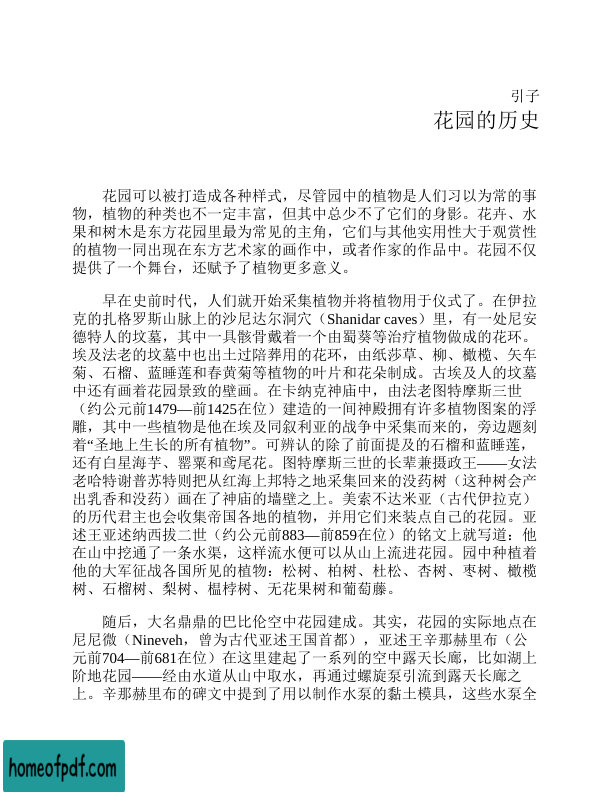 引子
花园的历史
花园可以被打造成各种样式，尽管园中的植物是人们习以为常的事
物，植物的种类也不一定丰富，但其中总少不了它们的身影。花卉、水
果和树木是东方花园里最为常见的主角，它们与其他实用性大于观赏性
的植物一同出现在东方艺术家的画作中，或者作家的作品中。花园不仅
提供了一个舞台，还赋予了植物更多意义。
早在史前时代，人们就开始采集植物并将植物用于仪式了。在伊拉
克的扎格罗斯山脉上的沙尼达尔洞穴（Shanidar caves）里，有一处尼安
德特人的坟墓，其中一具骸骨戴着一个由蜀葵等治疗植物做成的花环。
埃及法老的坟墓中也出土过陪葬用的花环，由纸莎草、柳、橄榄、矢车
菊、石榴、蓝睡莲和春黄菊等植物的叶片和花朵制成。古埃及人的坟墓
中还有画着花园景致的壁画。在卡纳克神庙中，由法老图特摩斯三世
（约公元前1479—前1425在位）建造的一间神殿拥有许多植物图案的浮
雕，其中一些植物是他在埃及同叙利亚的战争中采集而来的，旁边题刻
着“圣地上生长的所有植物”。可辨认的除了前面提及的石榴和蓝睡莲，
还有白星海芋、罂粟和鸢尾花。图特摩斯三世的长辈兼摄政王——女法
老哈特谢普苏特则把从红海上邦特之地采集回来的没药树（这种树会产
出乳香和没药）画在了神庙的墙壁之上。美索不达米亚（古代伊拉克）
的历代君主也会收集帝国各地的植物，并用它们来装点自己的花园。亚
述王亚述纳西拔二世（约公元前883—前859在位）的铭文上就写道：他
在山中挖通了一条水渠，这样流水便可以从山上流进花园。园中种植着
他的大军征战各国所见的植物：松树、柏树、杜松、杏树、枣树、橄榄
树、石榴树、梨树、榅桲树、无花果树和葡萄藤。
随后，大名鼎鼎的巴比伦空中花园建成。其实，花园的实际地点在
尼尼微（Nineveh，曾为古代亚述王国首都），亚述王辛那赫里布（公
元前704—前681在位）在这里建起了一系列的空中露天长廊，比如湖上
阶地花园——经由水道从山中取水，再通过螺旋泵引流到露天长廊之
上。辛那赫里布的碑文中提到了用以制作水泵的黏土模具，这些水泵全
homeofpdf.com